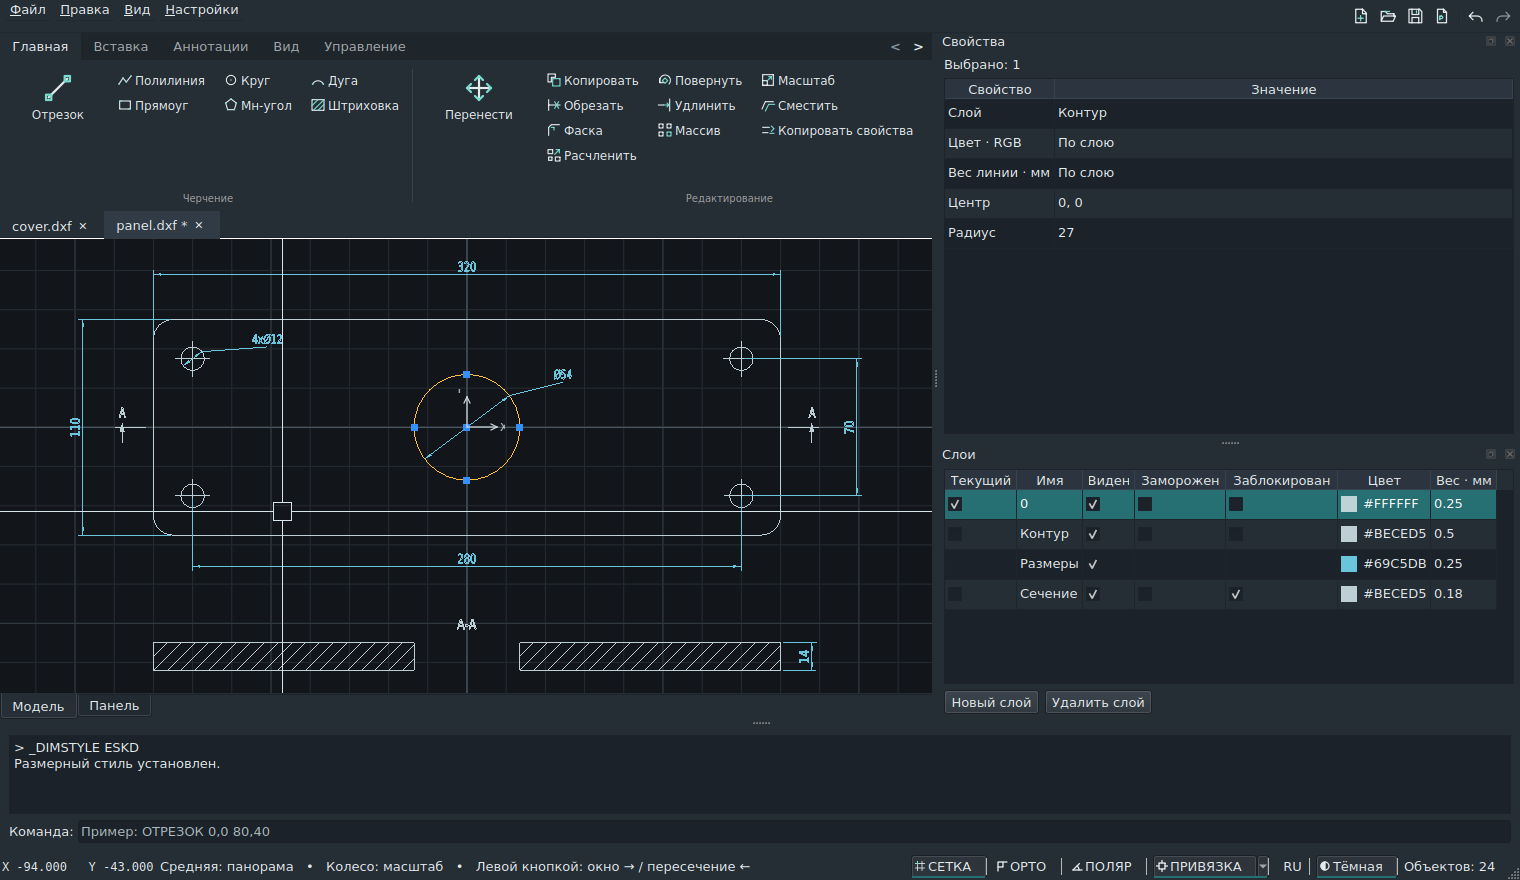 Файл Правка Вид Настройки
Главная Вставка Аннотации Вид Управление < >
Отрезок
Полилиния Круг Дуга
Прямоуг Мн-угол Штриховка
Черчение
Перенести
Копировать Повернуть Масштаб
Обрезать Удлинить Сместить
Фаска Массив Копировать свойства
Расчленить
Редактирование
cover.dxf × panel.dxf * ×
320
4xØ12
Ø54
110
A
A
70
X
280
A-A
14
Модель Панель
Свойства
Выбрано: 1
Свойство Значение
Слой Контур
Цвет · RGB По слою
Вес линии · мм По слою
Центр 0, 0
Радиус 27
Слои
Текущий Имя Виден Заморожен Заблокирован Цвет Вес · мм
0 #FFFFFF 0.25
Контур #BECED5 0.5
Размеры #69C5DB 0.25
Сечение #BECED5 0.18
Новый слой Удалить слой
> _DIMSTYLE ESKD
Размерный стиль установлен.
Команда: Пример: ОТРЕЗОК 0,0 80,40
X -94.000 Y -43.000 Средняя: панорама • Колесо: масштаб • Левой кнопкой: окно → / пересечение ← СЕТКА ОРТО ПОЛЯР ПРИВЯЗКА RU Тёмная Объектов: 24